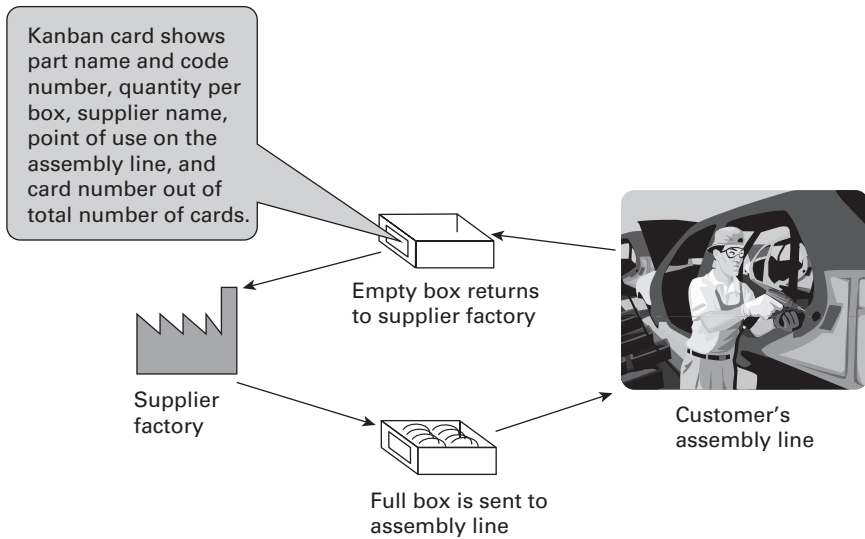 Kanban card shows
part name and code
number, quantity per
box, supplier name,
point of use on the
assembly line, and
card number out of
total number of cards.
Empty box returns
to supplier factory
Supplier
factory
Customer's
assembly line
Full box is sent to
assembly line